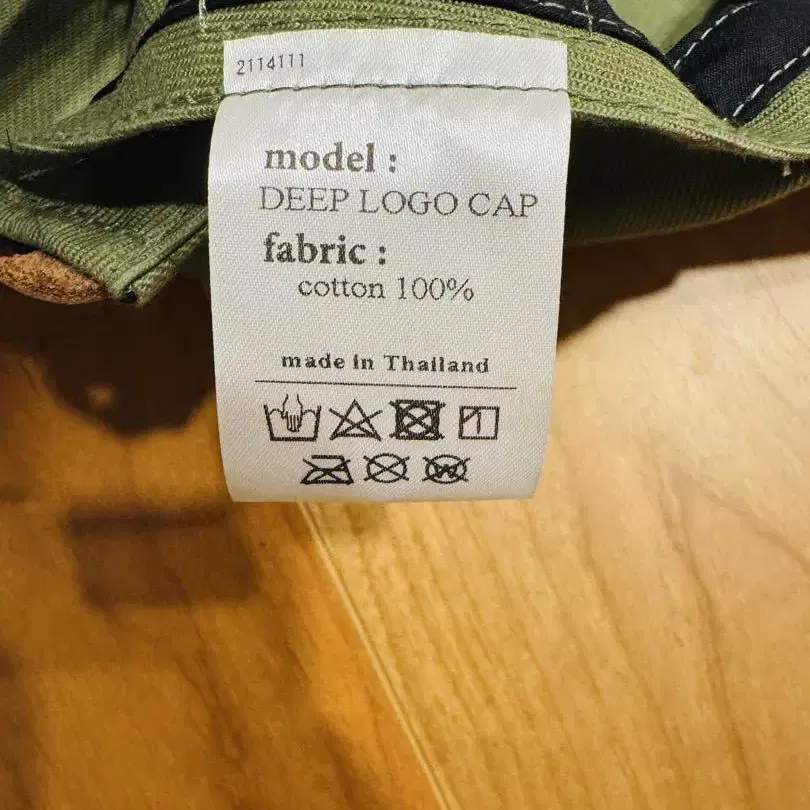 2114111
model :
DEEP LOGO CAP
fabric :
cotton 100%
made in Thailand
W